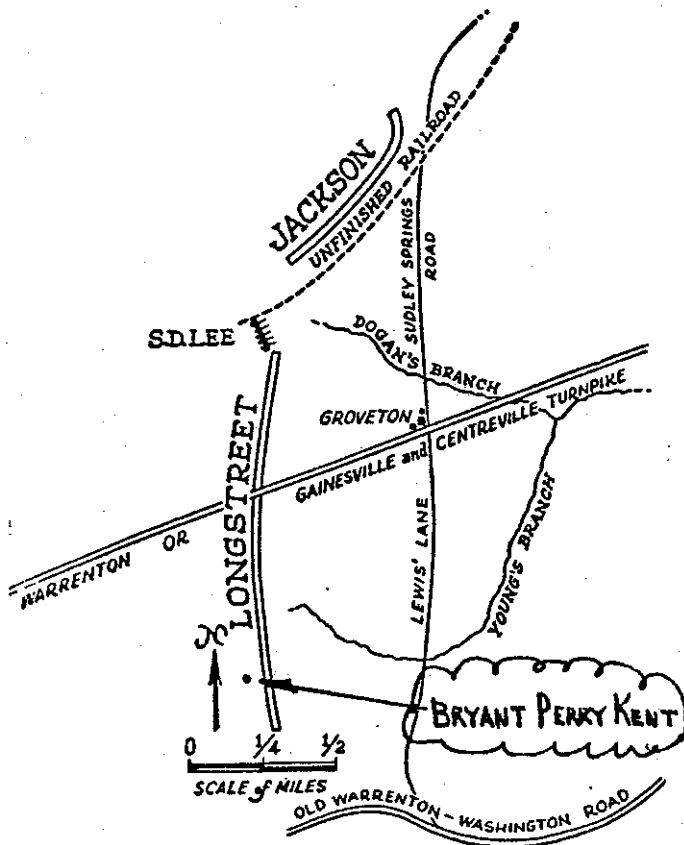 JACKSON
UNFINISHED RAILROAD
SUDLEY SPRINGS
ROAD
S.D.LEE
DOGAN'S BRANCH
GROVETON
WARRENTON OR GAINESVILLE and CENTREVILLE TURNPIKE
LONGSTREET
LEWIS' LANE
YOUNG'S BRANCH
N
BRYANT PERRY KENT
0 1/4 1/2
SCALE of MILES
OLD WARRENTON-WASHINGTON ROAD